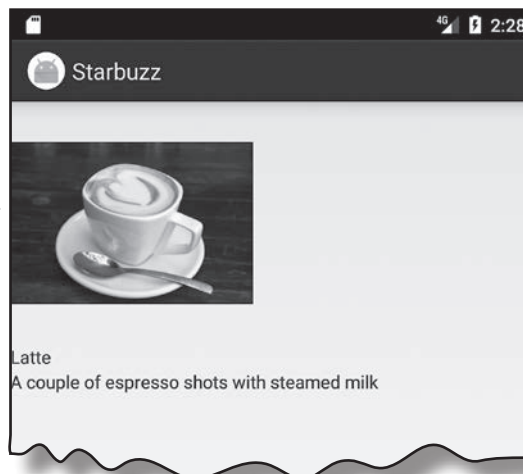 4G 2:28
Starbuzz
Latte
A couple of espresso shots with steamed milk